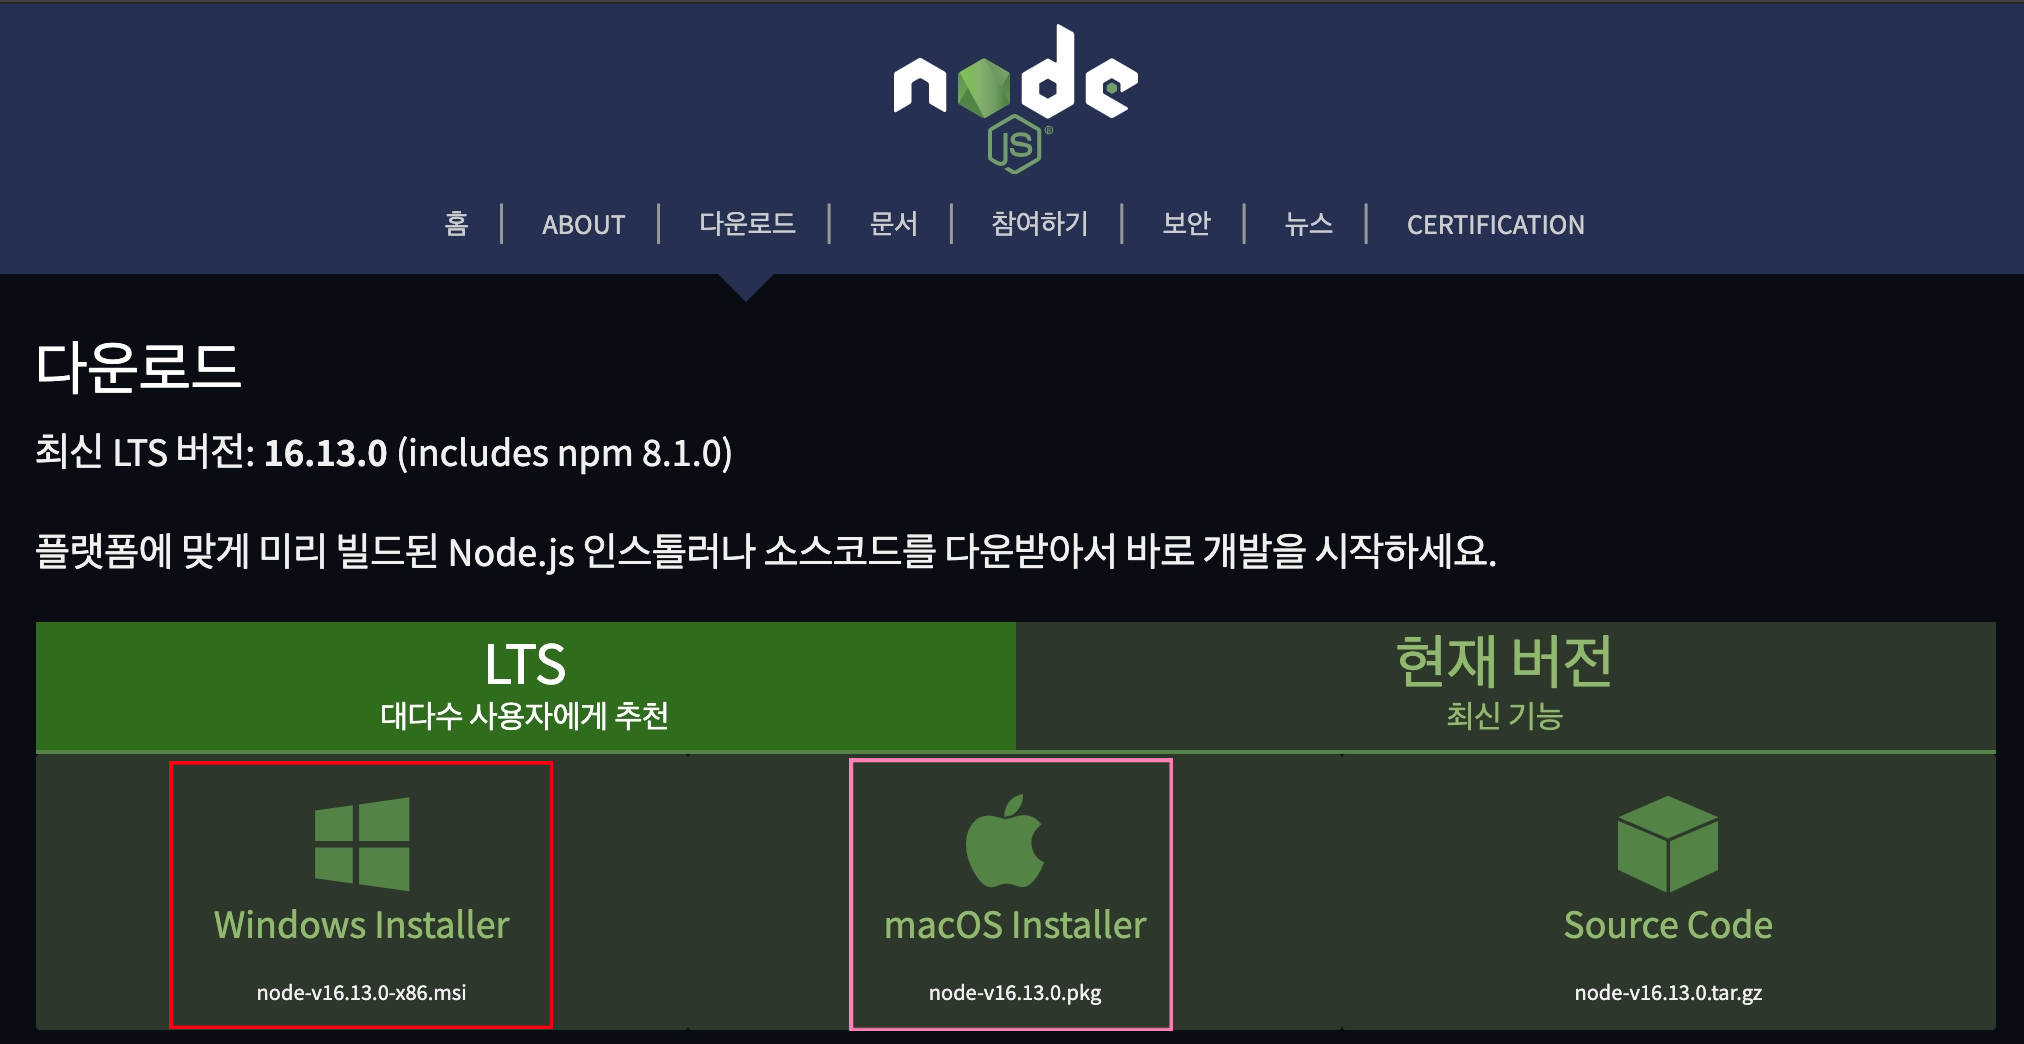 node
JS®
홈 | ABOUT | 다운로드 | 문서 | 참여하기 | 보안 | 뉴스 | CERTIFICATION
다운로드
최신 LTS 버전: 16.13.0 (includes npm 8.1.0)
플랫폼에 맞게 미리 빌드된 Node.js 인스톨러나 소스코드를 다운받아서 바로 개발을 시작하세요.
LTS
대다수 사용자에게 추천
현재 버전
최신 기능
Windows Installer
node-v16.13.0-x86.msi
macOS Installer
node-v16.13.0.pkg
Source Code
node-v16.13.0.tar.gz